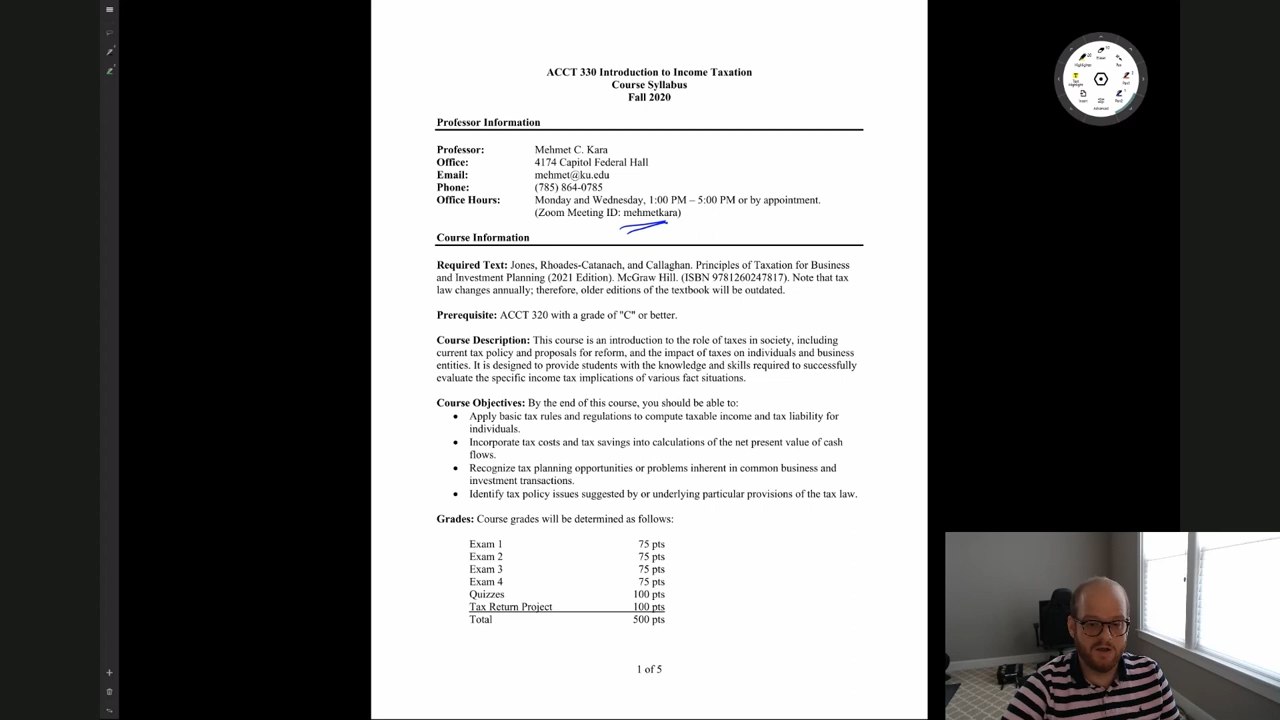 ACCT 330 Introduction to Income Taxation
Course Syllabus
Fall 2020
Professor Information
Professor: Mehmet C. Kara
Office: 4174 Capitol Federal Hall
Email: mehmet@ku.edu
Phone: (785) 864-0785
Office Hours: Monday and Wednesday, 1:00 PM – 5:00 PM or by appointment.
(Zoom Meeting ID: mehmetkara)
Course Information
Required Text: Jones, Rhoades-Catanach, and Callaghan. Principles of Taxation for Business
and Investment Planning (2021 Edition). McGraw Hill. (ISBN 9781260247817). Note that tax
law changes annually; therefore, older editions of the textbook will be outdated.
Prerequisite: ACCT 320 with a grade of "C" or better.
Course Description: This course is an introduction to the role of taxes in society, including
current tax policy and proposals for reform, and the impact of taxes on individuals and business
entities. It is designed to provide students with the knowledge and skills required to successfully
evaluate the specific income tax implications of various fact situations.
Course Objectives: By the end of this course, you should be able to:
• Apply basic tax rules and regulations to compute taxable income and tax liability for
individuals.
• Incorporate tax costs and tax savings into calculations of the net present value of cash
flows.
• Recognize tax planning opportunities or problems inherent in common business and
investment transactions.
• Identify tax policy issues suggested by or underlying particular provisions of the tax law.
Grades: Course grades will be determined as follows:
Exam 1 75 pts
Exam 2 75 pts
Exam 3 75 pts
Exam 4 75 pts
Quizzes 100 pts
Tax Return Project 100 pts
Total 500 pts
1 of 5